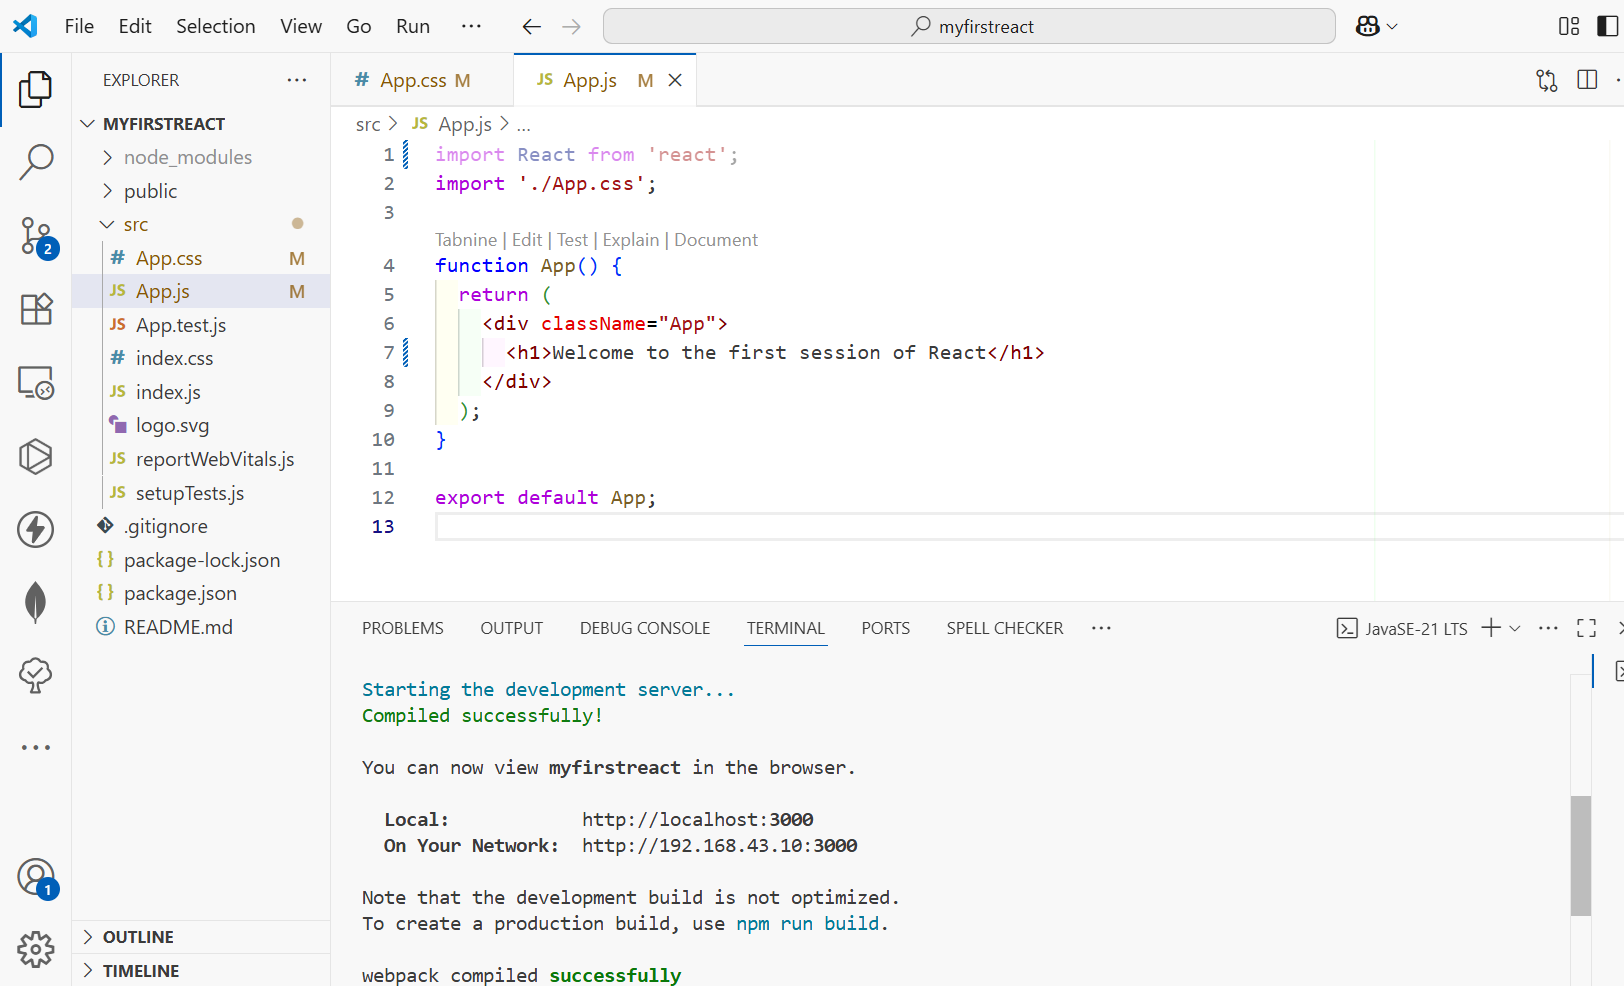 File Edit Selection View Go Run ··· myfirstreact
EXPLORER ···
MYFIRSTREACT
node_modules
public
src
# App.css M
JS App.js M
JS App.test.js
# index.css
JS index.js
logo.svg
JS reportWebVitals.js
JS setupTests.js
.gitignore
{} package-lock.json
{} package.json
README.md
OUTLINE
TIMELINE
2
1
# App.css M JS App.js M
src > JS App.js > ...
1 import React from 'react';
2 import './App.css';
3
Tabnine | Edit | Test | Explain | Document
4 function App() {
5 return (
6 <div className="App">
7 <h1>Welcome to the first session of React</h1>
8 </div>
9 );
10 }
11
12 export default App;
13
PROBLEMS OUTPUT DEBUG CONSOLE TERMINAL PORTS SPELL CHECKER ··· JavaSE-21 LTS ···
Starting the development server...
Compiled successfully!
You can now view myfirstreact in the browser.
Local: http://localhost:3000
On Your Network: http://192.168.43.10:3000
Note that the development build is not optimized.
To create a production build, use npm run build.
webpack compiled successfully